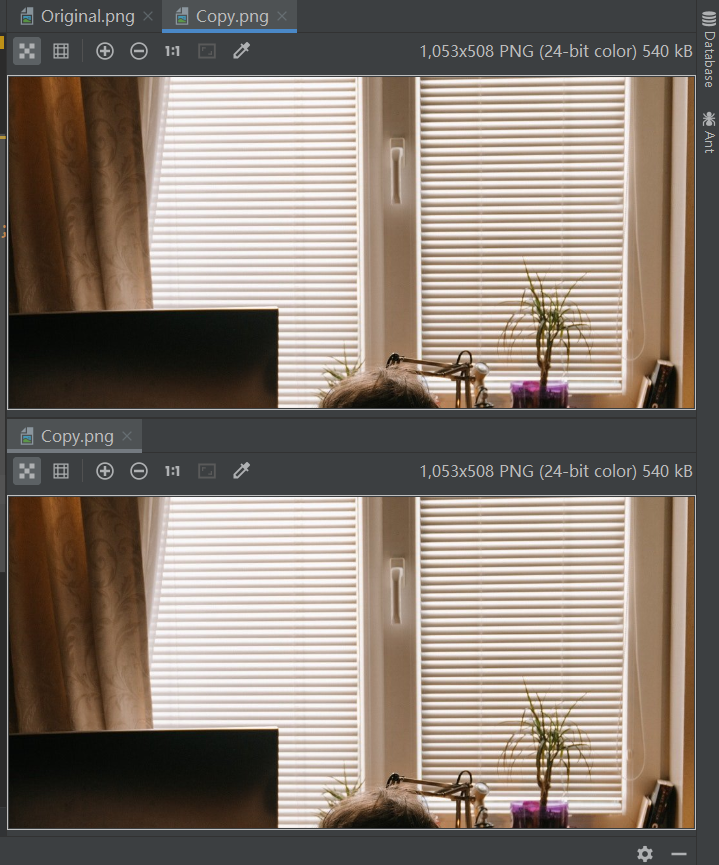 Original.png
Copy.png
1:1
1,053x508 PNG (24-bit color) 540 kB
Database
Ant
Copy.png
1:1
1,053x508 PNG (24-bit color) 540 kB